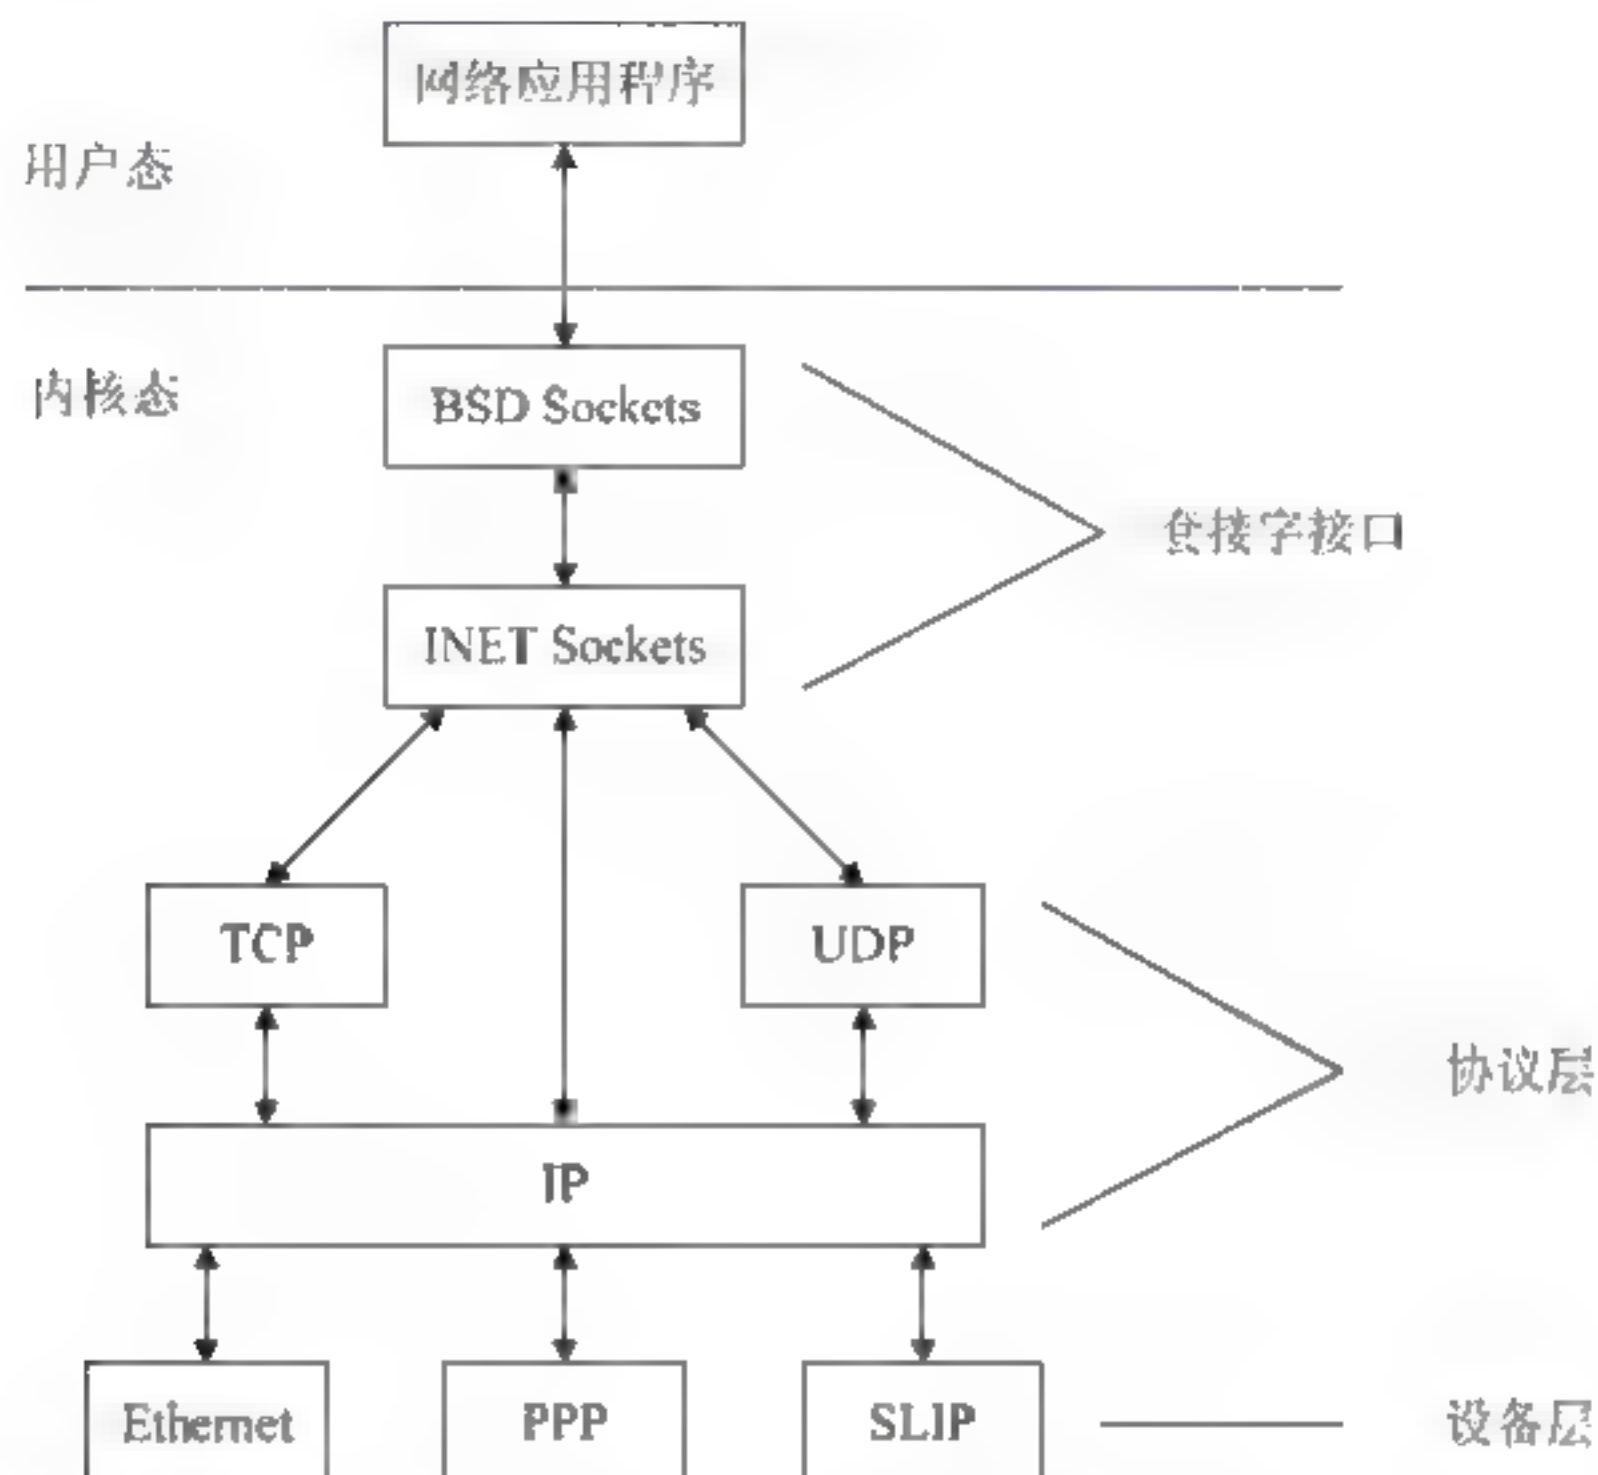 网络应用程序
用户态
内核态
BSD Sockets
套接字接口
INET Sockets
TCP
UDP
协议层
IP
Ethernet
PPP
SLIP
设备层